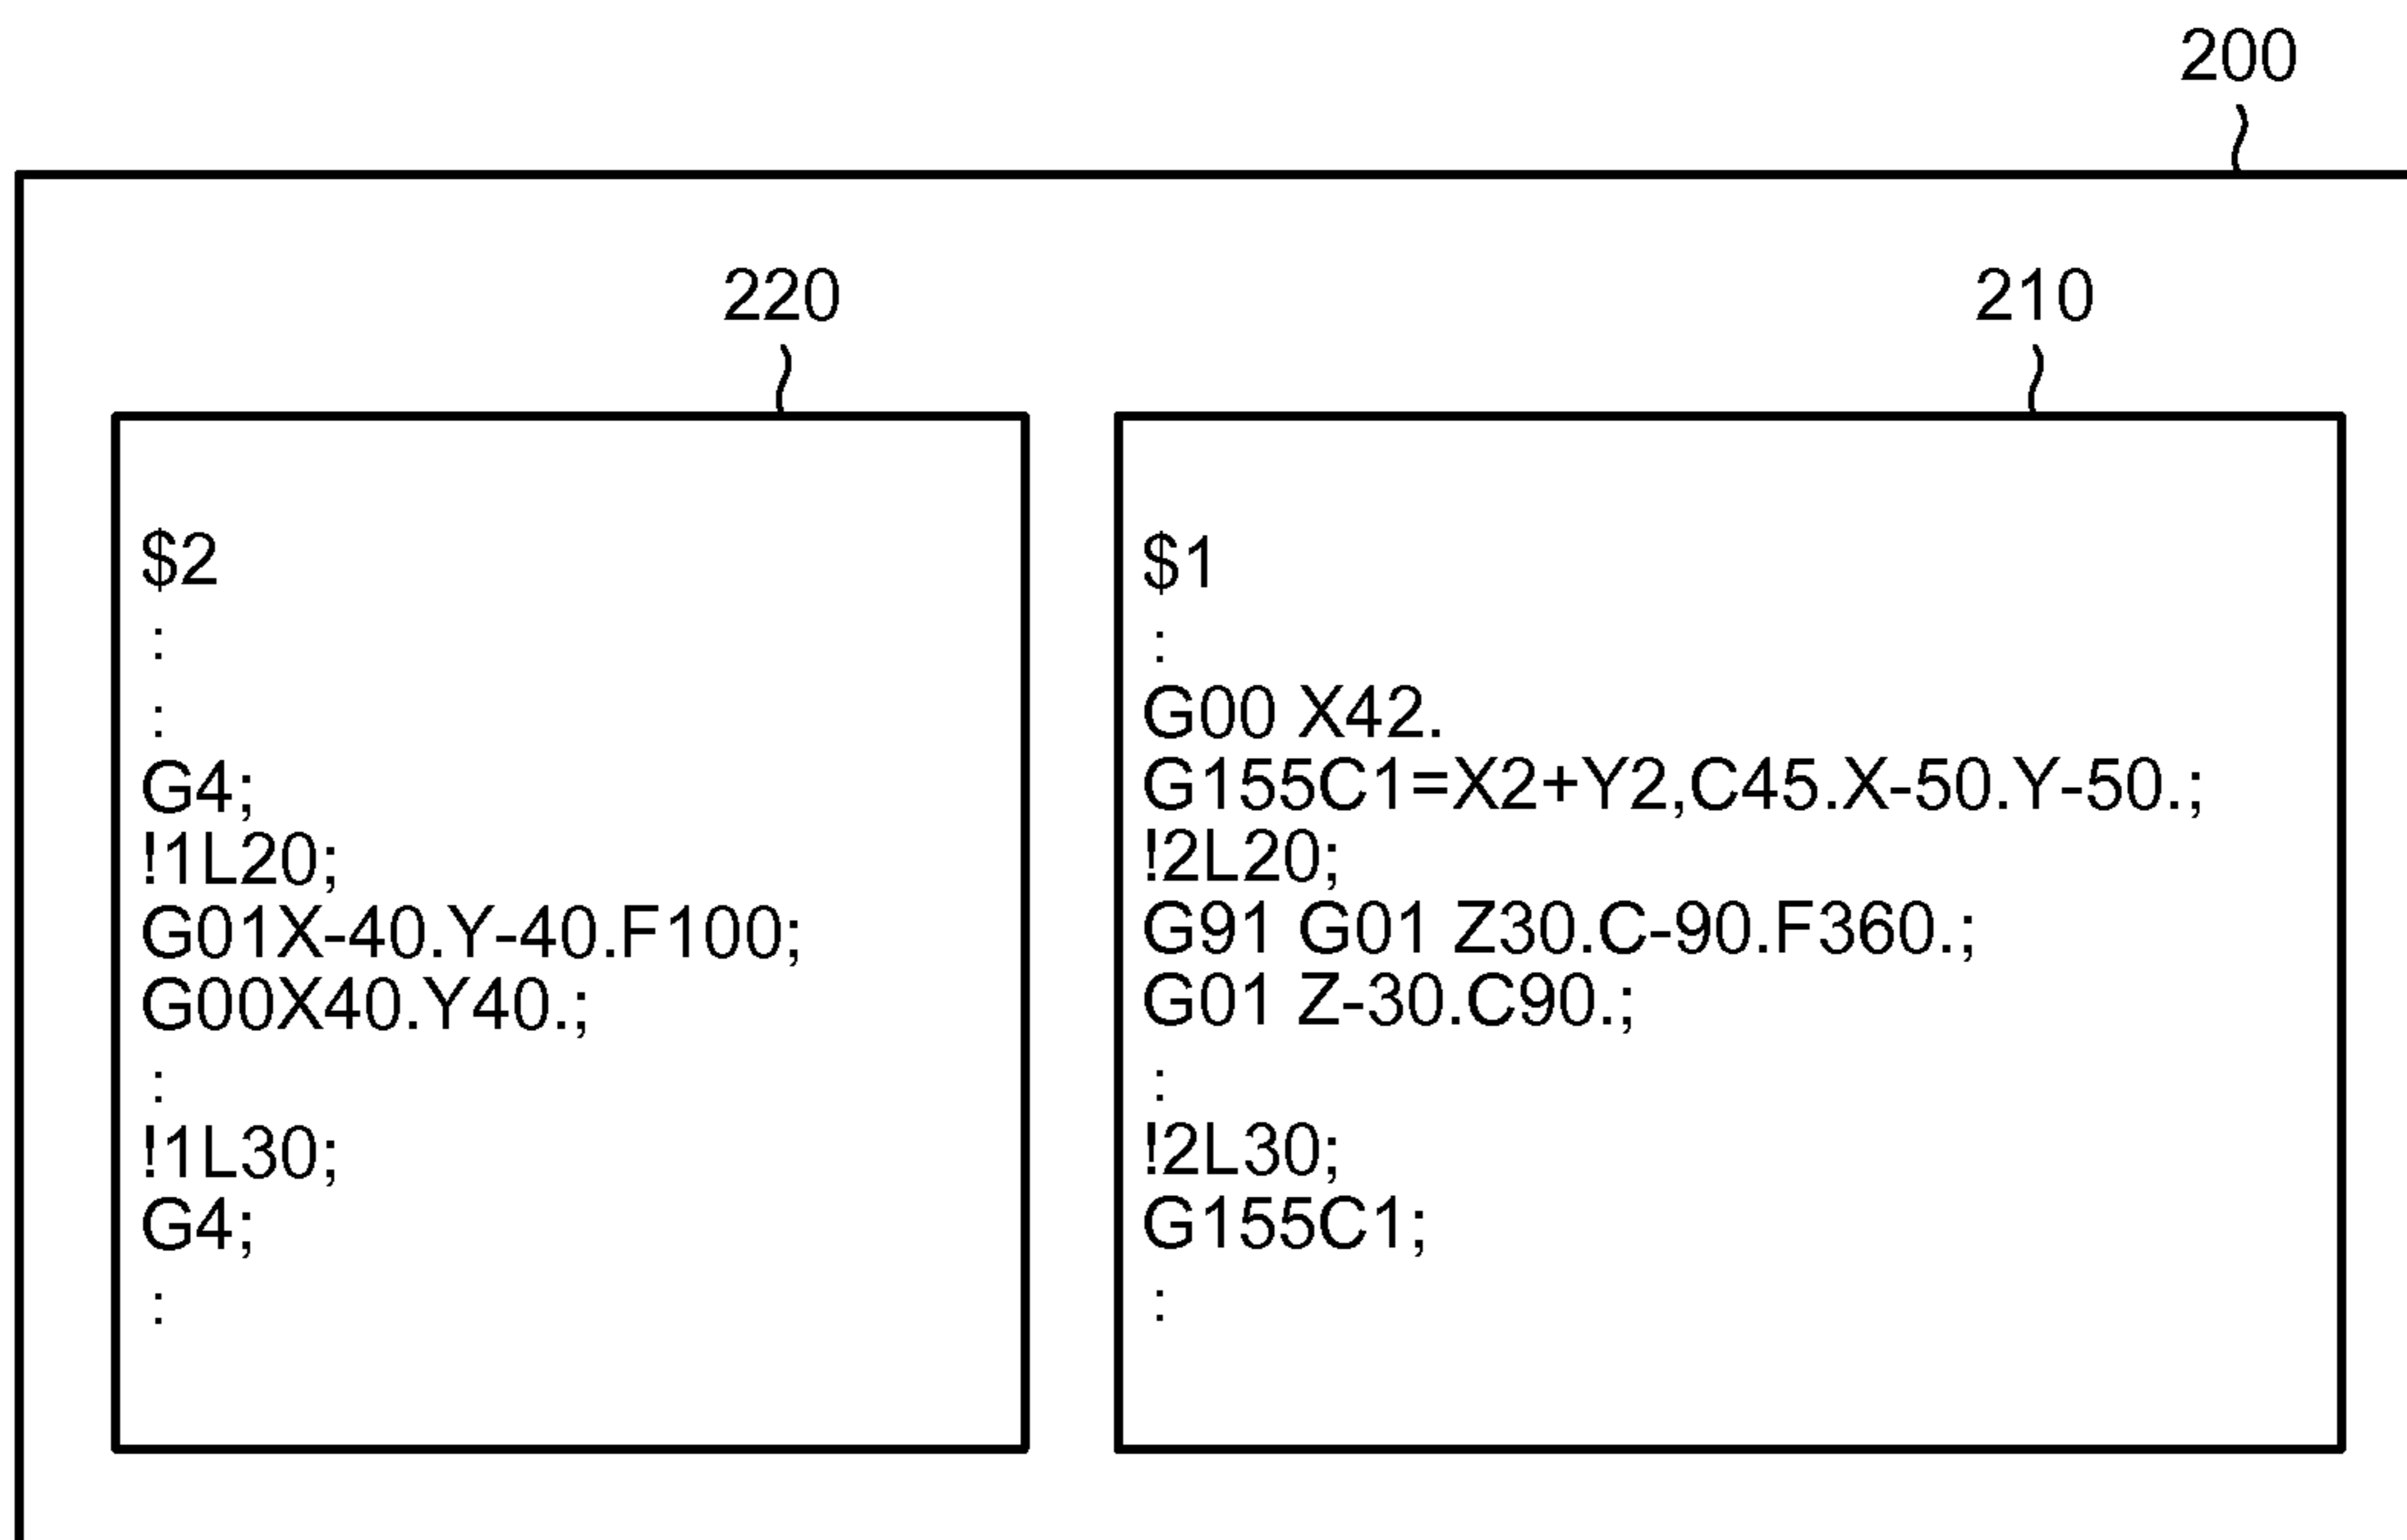 200
220
210
$2
:
:
G4;
!1L20;
G01X-40.Y-40.F100;
G00X40.Y40.;
:
!1L30;
G4;
:
$1
:
G00 X42.
G155C1=X2+Y2,C45.X-50.Y-50.;
!2L20;
G91 G01 Z30.C-90.F360.;
G01 Z-30.C90.;
:
!2L30;
G155C1;
: